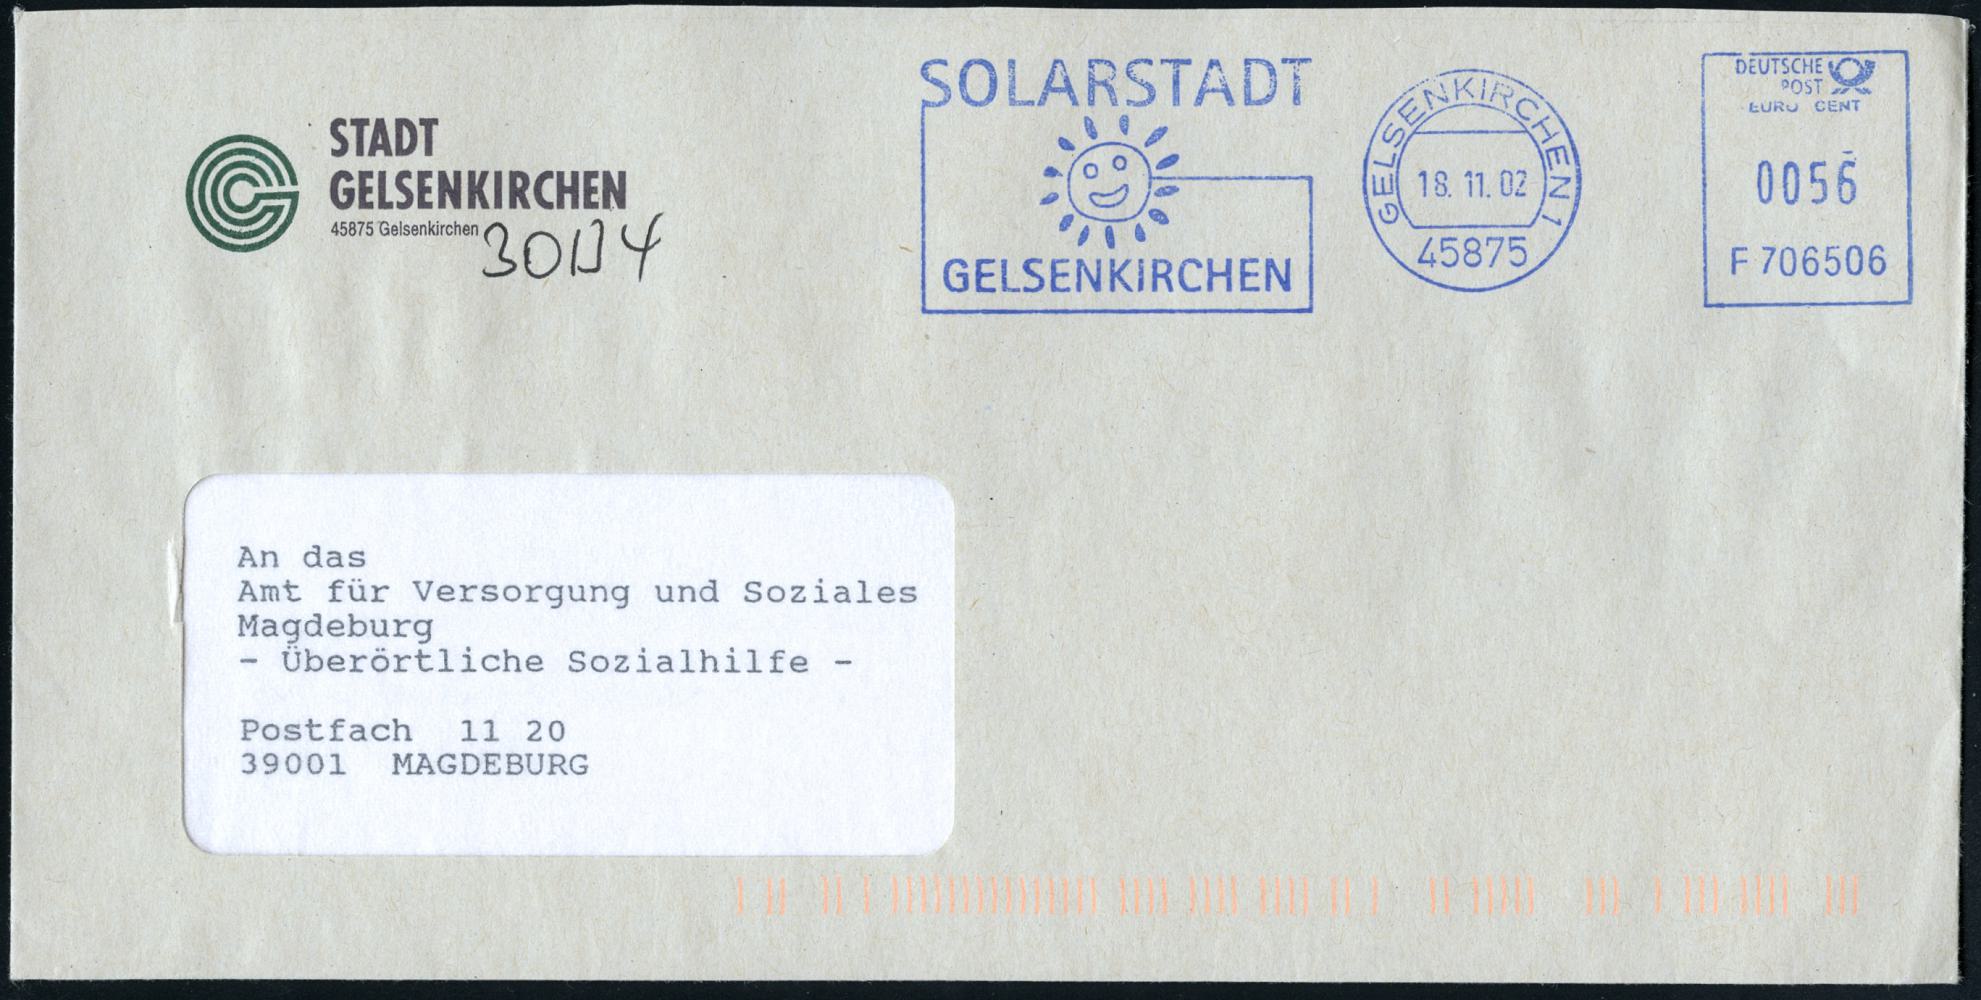 STADT
GELSENKIRCHEN
45875 Gelsenkirchen
SOLARSTADT
GELSENKIRCHEN
GELSENKIRCHEN 1
18. 11. 02
45875
DEUTSCHE
POST
EURO CENT
0056
F 706506
An das
Amt für Versorgung und Soziales
Magdeburg
- Überörtliche Sozialhilfe -
Postfach 11 20
39001 MAGDEBURG